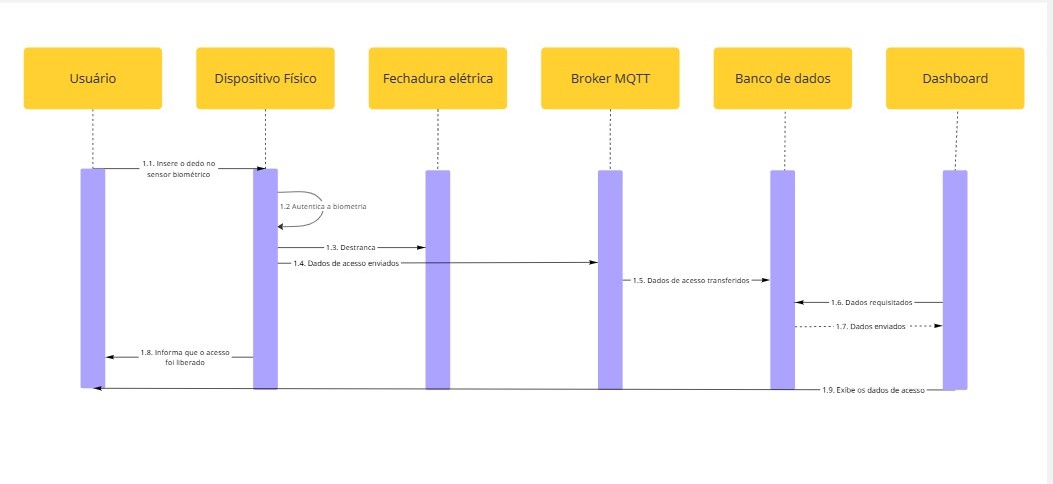 Usuário
Dispositivo Físico
Fechadura elétrica
Broker MQTT
Banco de dados
Dashboard
1.1. Insere o dedo no
sensor biométrico
1.2 Autentica a biometria
1.3. Destranca
1.4. Dados de acesso enviados
1.5. Dados de acesso transferidos
1.6. Dados requisitados
1.7. Dados enviados
1.8. Informa que o acesso
foi liberado
1.9. Exibe os dados de acesso